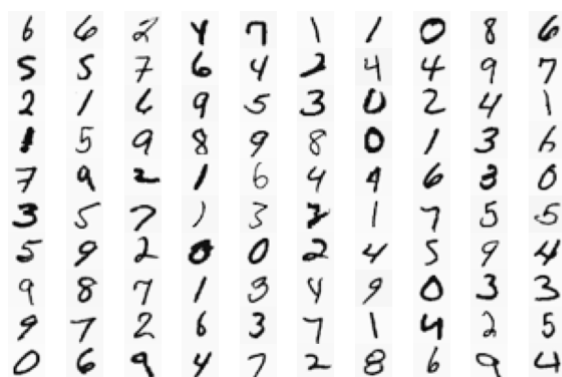 6 6 2 4 7 1 1 0 8 6
5 5 7 6 4 2 4 4 9 7
2 1 6 9 5 3 0 2 4 1
1 5 9 8 9 8 0 1 3 6
7 9 2 1 6 4 4 6 3 0
3 5 7 1 3 2 1 7 5 5
5 9 2 0 0 2 4 5 9 4
9 8 7 1 3 4 9 0 3 3
9 7 2 6 3 7 1 4 2 5
0 6 9 4 7 2 8 6 9 4